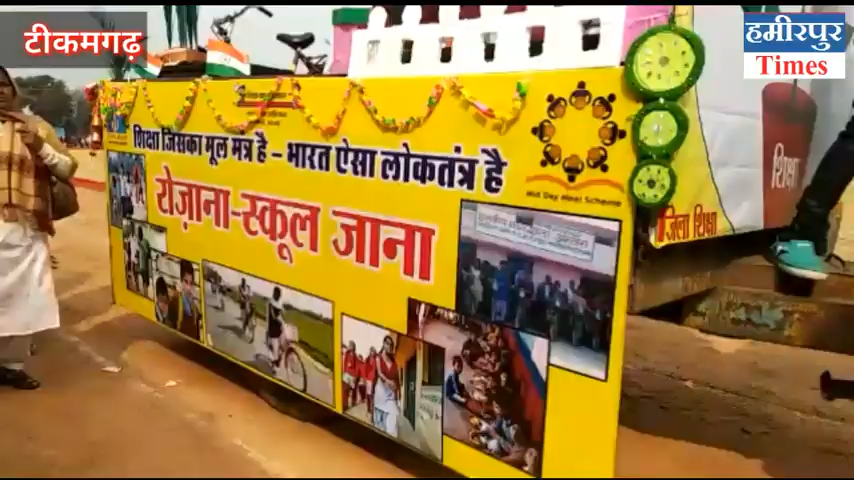 टीकमगढ़
हमीरपुर
Times
शिक्षा जिसका मूल मंत्र है – भारत ऐसा लोकतंत्र है
रोज़ाना-स्कूल जाना
Mid Day Meal Scheme
शिक्षा
जिला शिक्षा